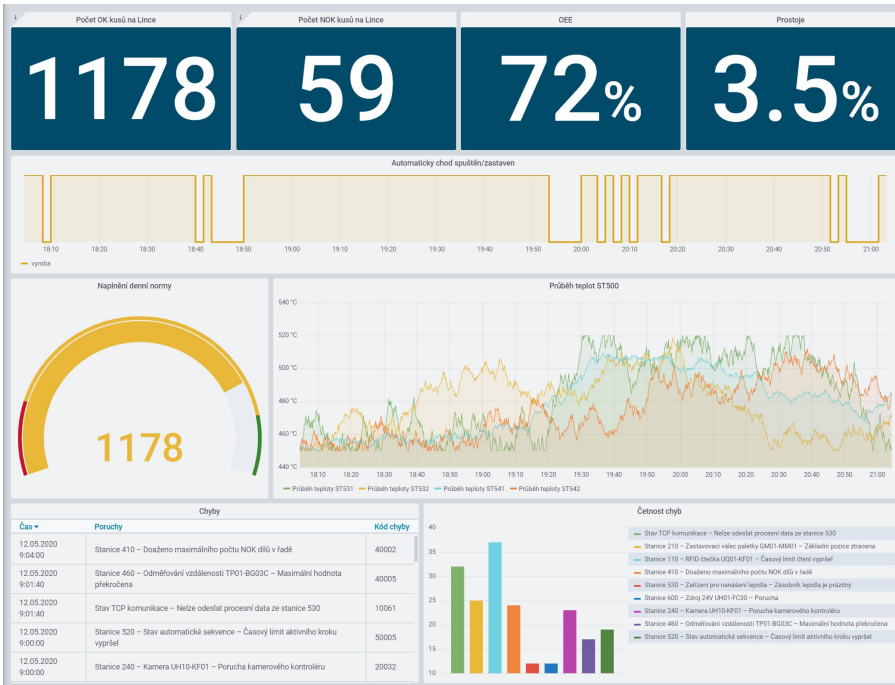 i
Počet OK kusů na Lince
i
Počet NOK kusů na Lince
OEE
Prostoje
1178
59
72%
3.5%
Automaticky chod spuštěn/zastaven
18:10 18:20 18:30 18:40 18:50 19:00 19:10 19:20 19:30 19:40 19:50 20:00 20:10 20:20 20:30 20:40 20:50 21:00
vyroba
Naplnění denní normy
1178
Průběh teplot ST500
540 °C
520 °C
500 °C
480 °C
460 °C
440 °C
18:10 18:20 18:30 18:40 18:50 19:00 19:10 19:20 19:30 19:40 19:50 20:00 20:10 20:20 20:30 20:40 20:50 21:00
Průběh teploty ST531 Průběh teploty ST532 Průběh teploty ST541 Průběh teploty ST542
Chyby
Čas Poruchy Kód chyby
12.05.2020
9:04:00
Stanice 410 – Doaženo maximálního počtu NOK dílů v řadě
40002
12.05.2020
9:01:40
Stanice 460 – Odměřování vzdálenosti TP01-BG03C – Maximální hodnota
překročena
40005
12.05.2020
9:01:40
Stav TCP komunikace – Nelze odeslat procesní data ze stanice 530
10061
12.05.2020
9:00:00
Stanice 520 – Stav automatické sekvence – Časový limit aktivního kroku
vypršel
50005
12.05.2020
9:00:00
Stanice 240 – Kamera UH10-KF01 – Porucha kamerového kontroléru
20032
Četnost chyb
40
35
30
25
20
15
10
Stav TCP komunikace – Nelze odeslat procesní data ze stanice 530
Stanice 210 – Zastavovací válec paletky GM01-MM01 – Základní pozice ztracena
Stanice 110 – RFID čtečka UQ01-KF01 – Časový limit čtení vypršel
Stanice 410 – Doaženo maximálního počtu NOK dílů v řadě
Stanice 530 – Zařízení pro nanášení lepidla – Zásobník lepidla je prázdný
Stanice 600 – Zdroj 24V UH01-FC30 – Porucha
Stanice 240 – Kamera UH10-KF01 – Porucha kamerového kontroléru
Stanice 460 – Odměřování vzdálenosti TP01-BG03C – Maximální hodnota překročena
Stanice 520 – Stav automatické sekvence – Časový limit aktivního kroku vypršel